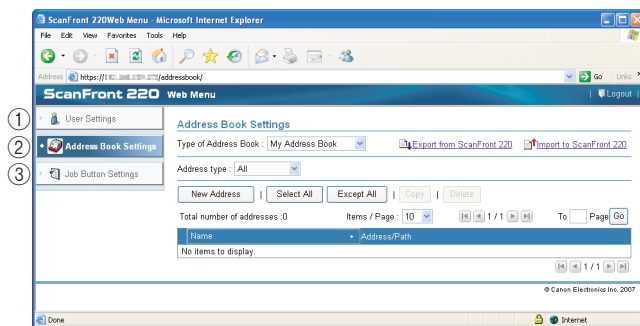 ScanFront 220Web Menu - Microsoft Internet Explorer
File Edit View Favorites Tools Help
Back
Address https:// /addressbook/ Go Links »
ScanFront 220 Web Menu | Logout |
1 User Settings
2 Address Book Settings
3 Job Button Settings
Address Book Settings
Type of Address Book : My Address Book Export from ScanFront 220 Import to ScanFront 220
Address type : All
New Address | Select All Except All | Copy | Delete
Total number of addresses :0 Items / Page : 10 1 / 1 To Page Go
Name Address/Path
No items to display.
1 / 1
© Canon Electronics Inc. 2007
Done Internet